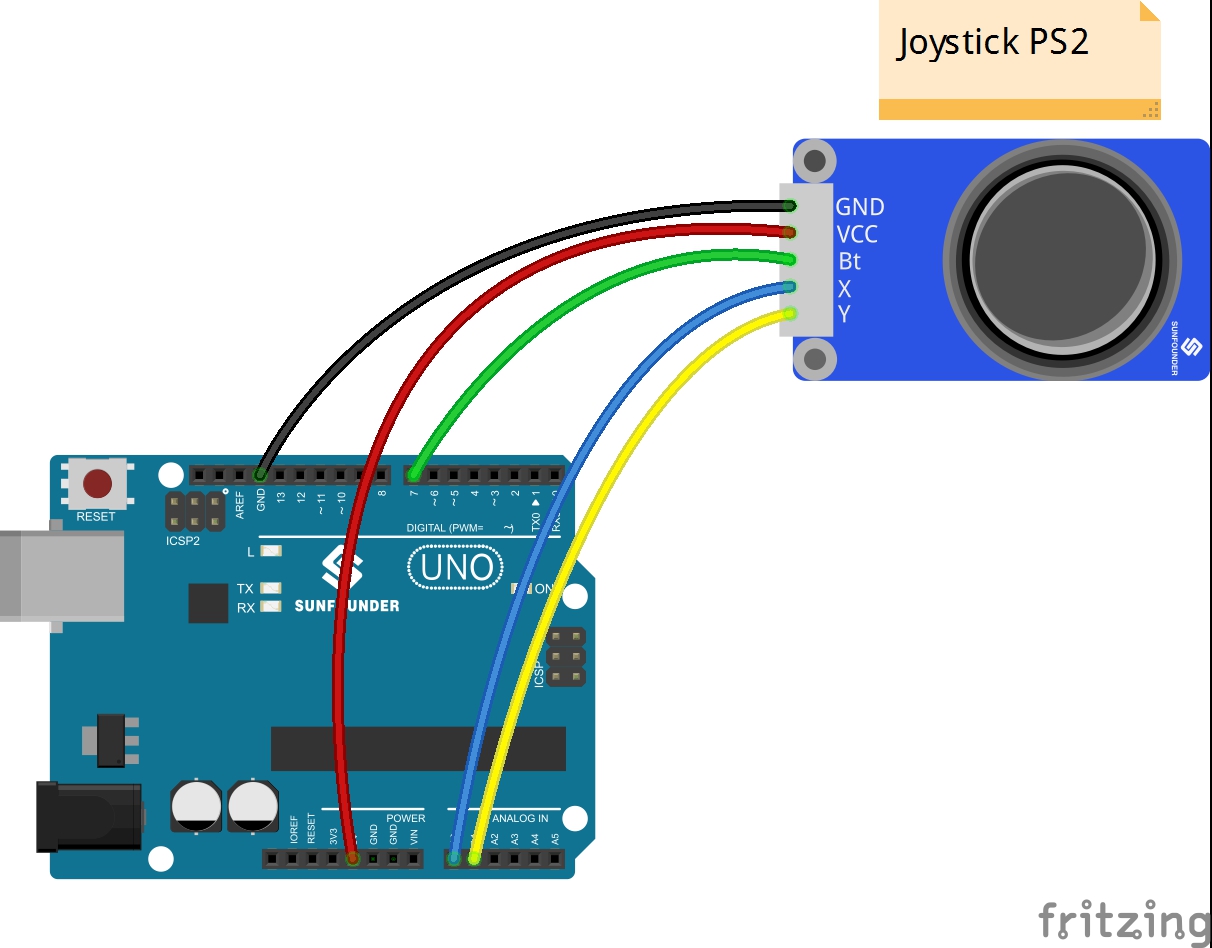 Joystick PS2
GND
VCC
Bt
X
Y
SUNFOUNDER
RESET
ICSP2
AREF
GND
13
12
~11
~10
8
7
~6
~5
4
~3
2
TX0▶1
DIGITAL (PWM=
L
TX
RX
SUNFOUNDER
UNO
ON
ICSP
IOREF
RESET
3V3
GND
GND
VIN
POWER
ANALOG IN
A2
A3
A4
A5
fritzing